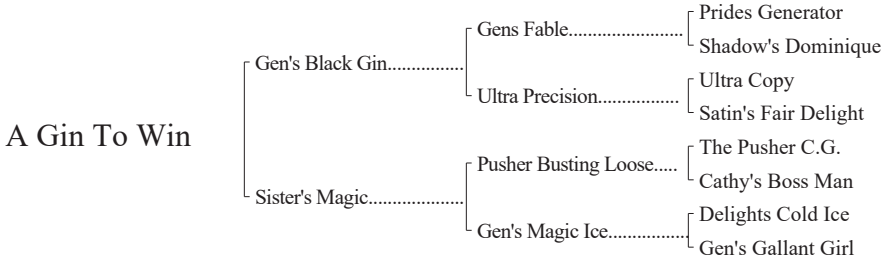 Prides Generator
Gens Fable.......................
Shadow's Dominique
Gen's Black Gin................
Ultra Copy
Ultra Precision................
Satin's Fair Delight
A Gin To Win
The Pusher C.G.
Pusher Busting Loose.....
Cathy's Boss Man
Sister's Magic....................
Delights Cold Ice
Gen's Magic Ice................
Gen's Gallant Girl